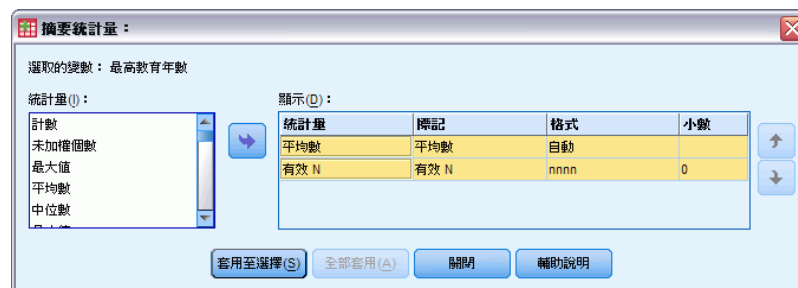 摘要統計量：
選取的變數： 最高教育年數
統計量(I)：
計數
未加權個數
最大值
平均數
中位數
顯示(D)：
統計量 標記 格式 小數
平均數 平均數 自動
有效 N 有效 N nnnn 0
套用至選擇(S) 全部套用(A) 關閉 輔助說明